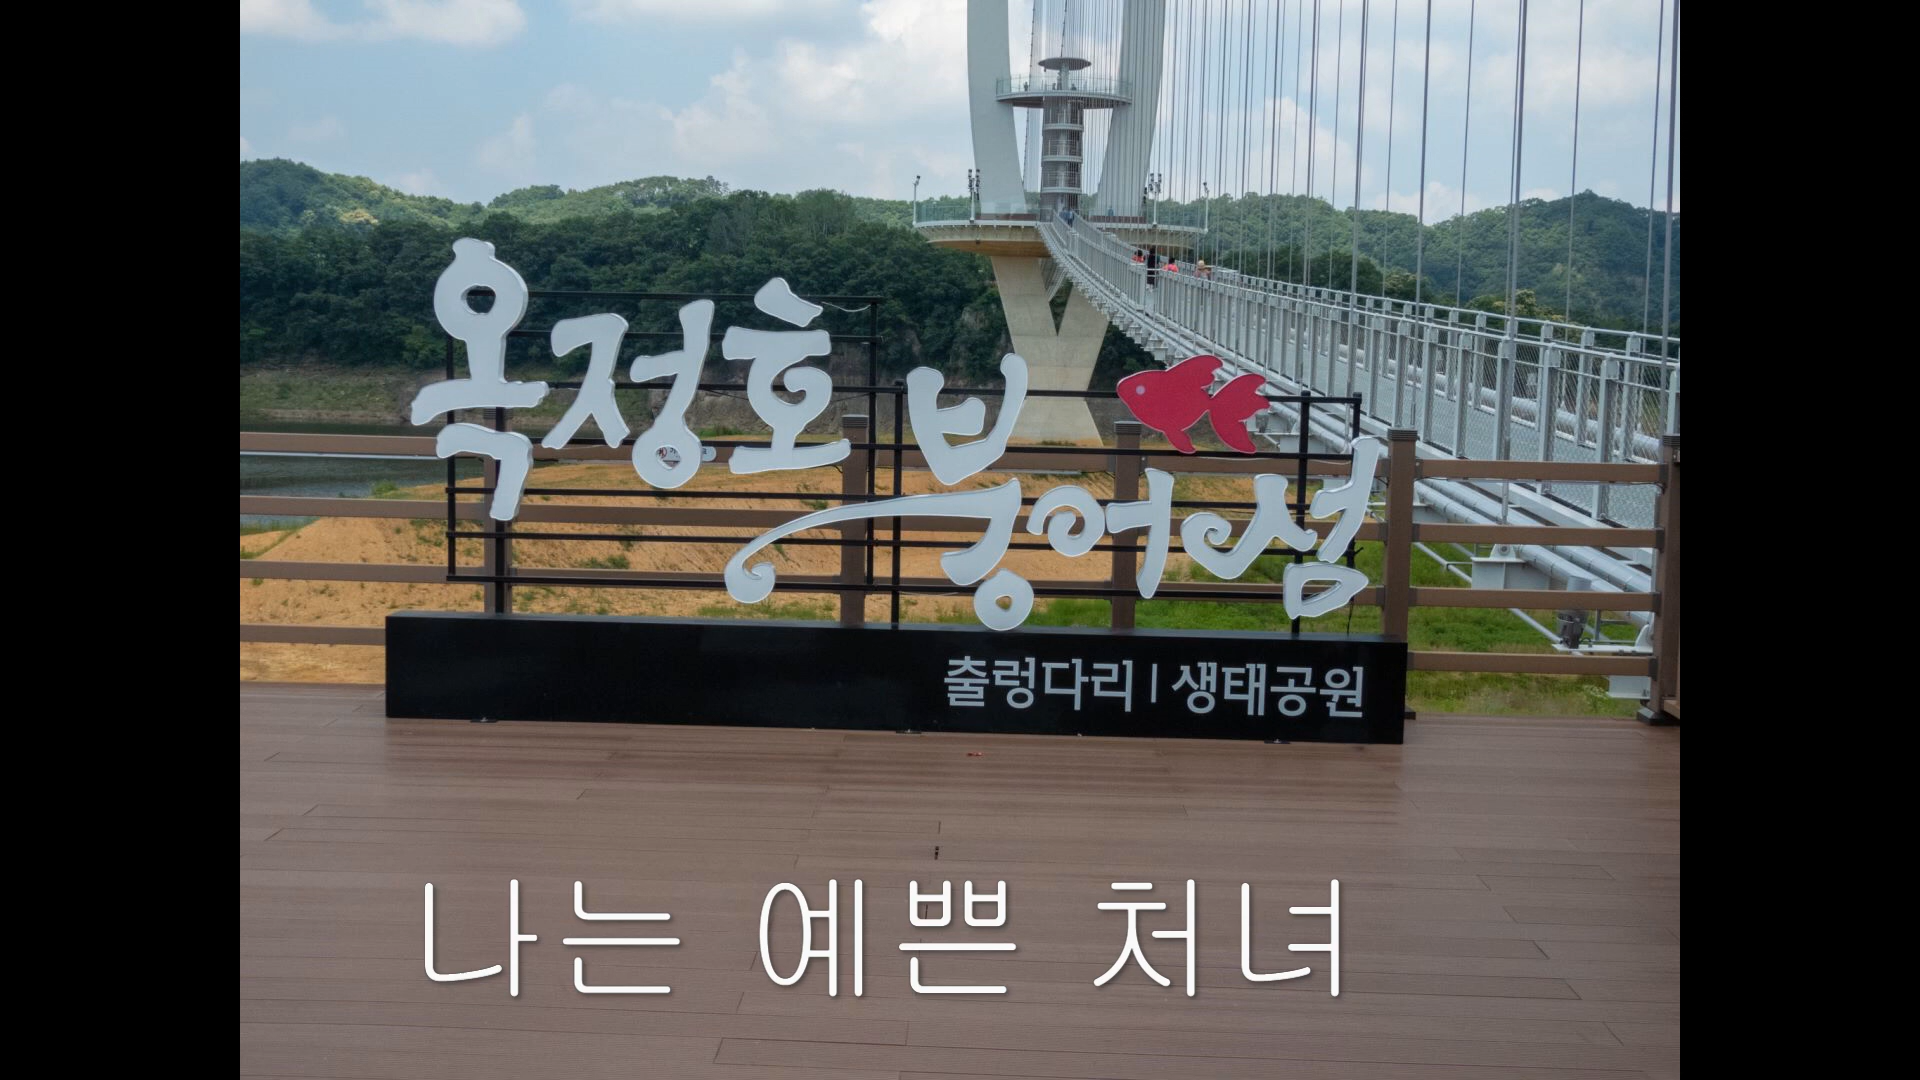 옥정호 붕어섬
출렁다리 | 생태공원
나는 예쁜 처녀